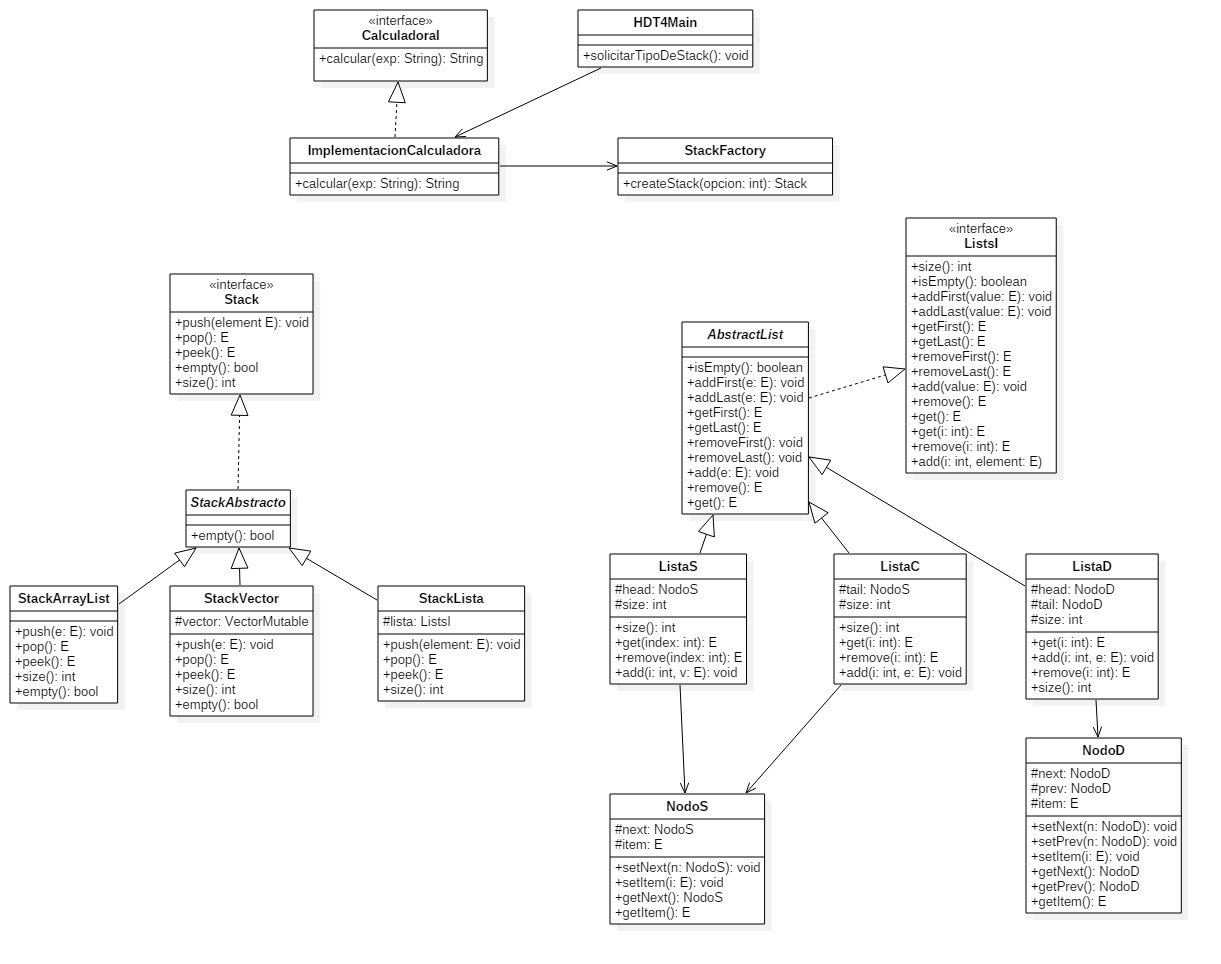 «interface»
CalculadoraI
+calcular(exp: String): String
HDT4Main
+solicitarTipoDeStack(): void
ImplementacionCalculadora
+calcular(exp: String): String
StackFactory
+createStack(opcion: int): Stack
«interface»
ListsI
+size(): int
+isEmpty(): boolean
+addFirst(value: E): void
+addLast(value: E): void
+getFirst(): E
+getLast(): E
+removeFirst(): E
+removeLast(): E
+add(value: E): void
+remove(): E
+get(): E
+get(i: int): E
+remove(i: int): E
+add(i: int, element: E)
«interface»
Stack
+push(element E): void
+pop(): E
+peek(): E
+empty(): bool
+size(): int
AbstractList
+isEmpty(): boolean
+addFirst(e: E): void
+addLast(e: E): void
+getFirst(): E
+getLast(): E
+removeFirst(): void
+removeLast(): void
+add(e: E): void
+remove(): E
+get(): E
StackAbstracto
+empty(): bool
StackArrayList
+push(e: E): void
+pop(): E
+peek(): E
+size(): int
+empty(): bool
StackVector
#vector: VectorMutable
+push(e: E): void
+pop(): E
+peek(): E
+size(): int
+empty(): bool
StackLista
#lista: ListsI
+push(element: E): void
+pop(): E
+peek(): E
+size(): int
ListaS
#head: NodoS
#size: int
+size(): int
+get(index: int): E
+remove(index: int): E
+add(i: int, v: E): void
ListaC
#tail: NodoS
#size: int
+size(): int
+get(i: int): E
+remove(i: int): E
+add(i: int, e: E): void
ListaD
#head: NodoD
#tail: NodoD
#size: int
+get(i: int): E
+add(i: int, e: E): void
+remove(i: int): E
+size(): int
NodoS
#next: NodoS
#item: E
+setNext(n: NodoS): void
+setItem(i: E): void
+getNext(): NodoS
+getItem(): E
NodoD
#next: NodoD
#prev: NodoD
#item: E
+setNext(n: NodoD): void
+setPrev(n: NodoD): void
+setItem(i: E): void
+getNext(): NodoD
+getPrev(): NodoD
+getItem(): E